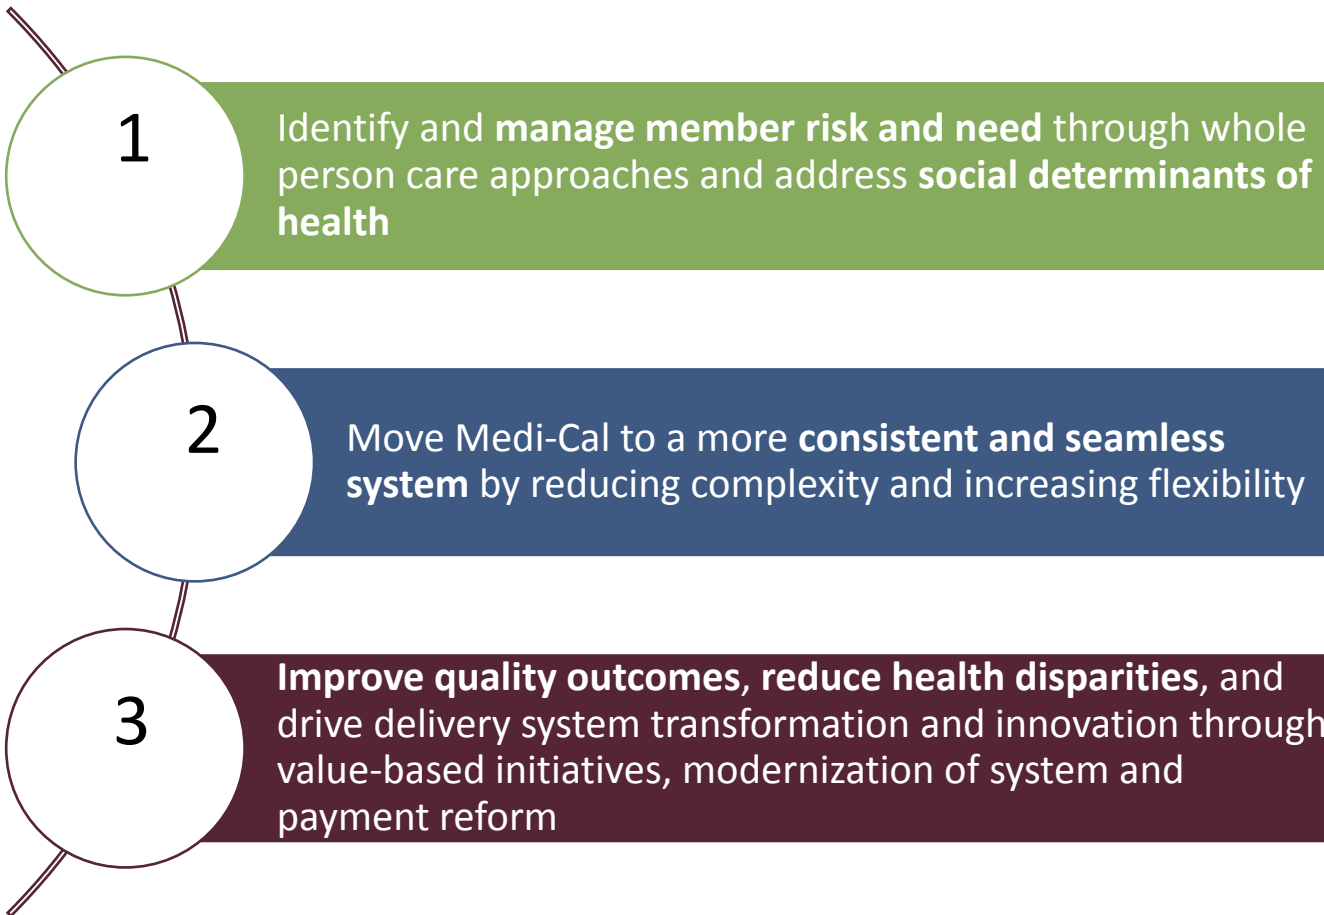 1
Identify and manage member risk and need through whole
person care approaches and address social determinants of
health
2
Move Medi-Cal to a more consistent and seamless
system by reducing complexity and increasing flexibility
3
Improve quality outcomes, reduce health disparities, and
drive delivery system transformation and innovation through
value-based initiatives, modernization of system and
payment reform